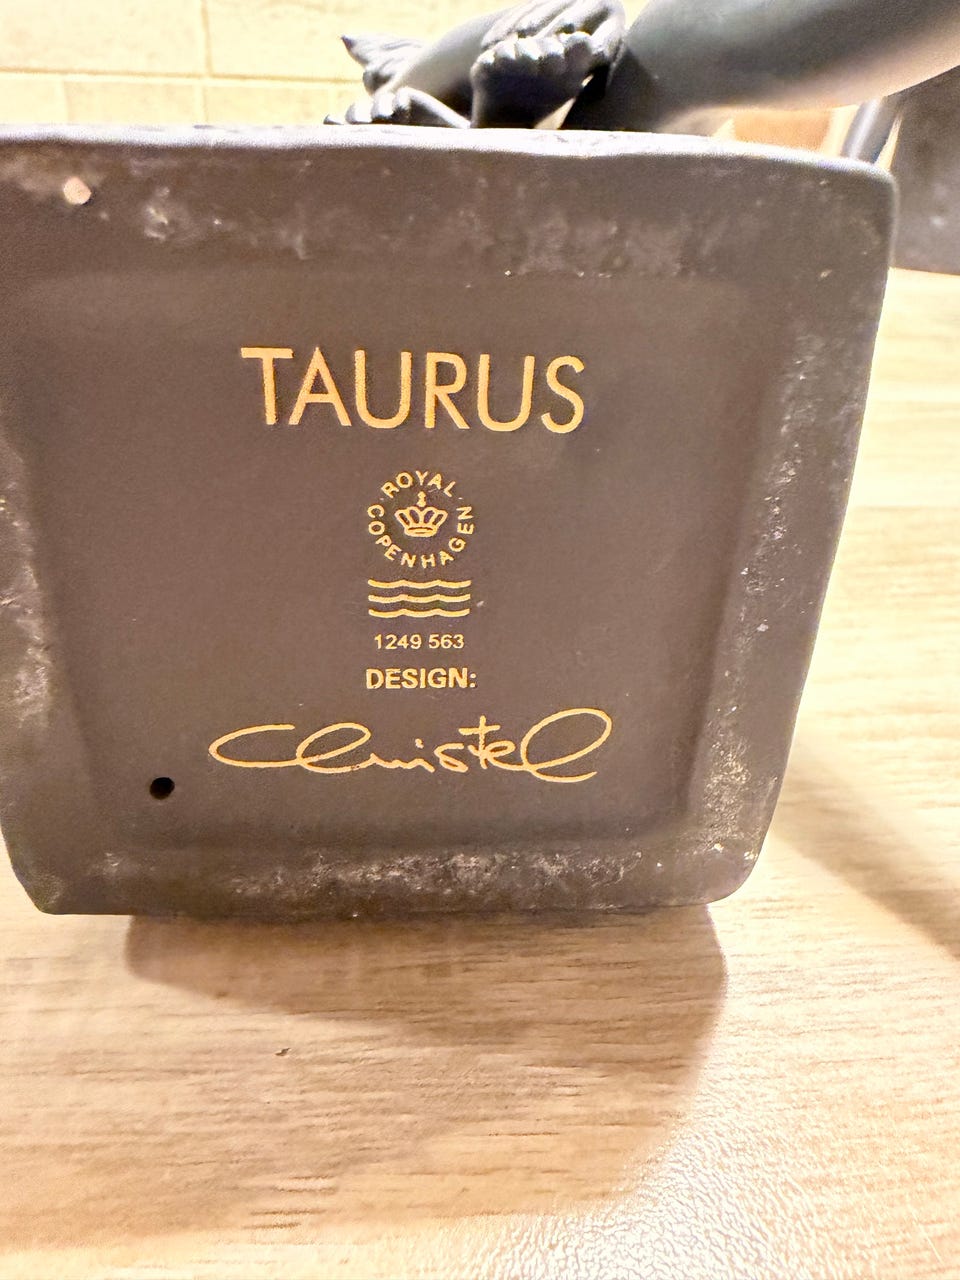 TAURUS
ROYAL
COPENHAGEN
1249 563
DESIGN:
Christel